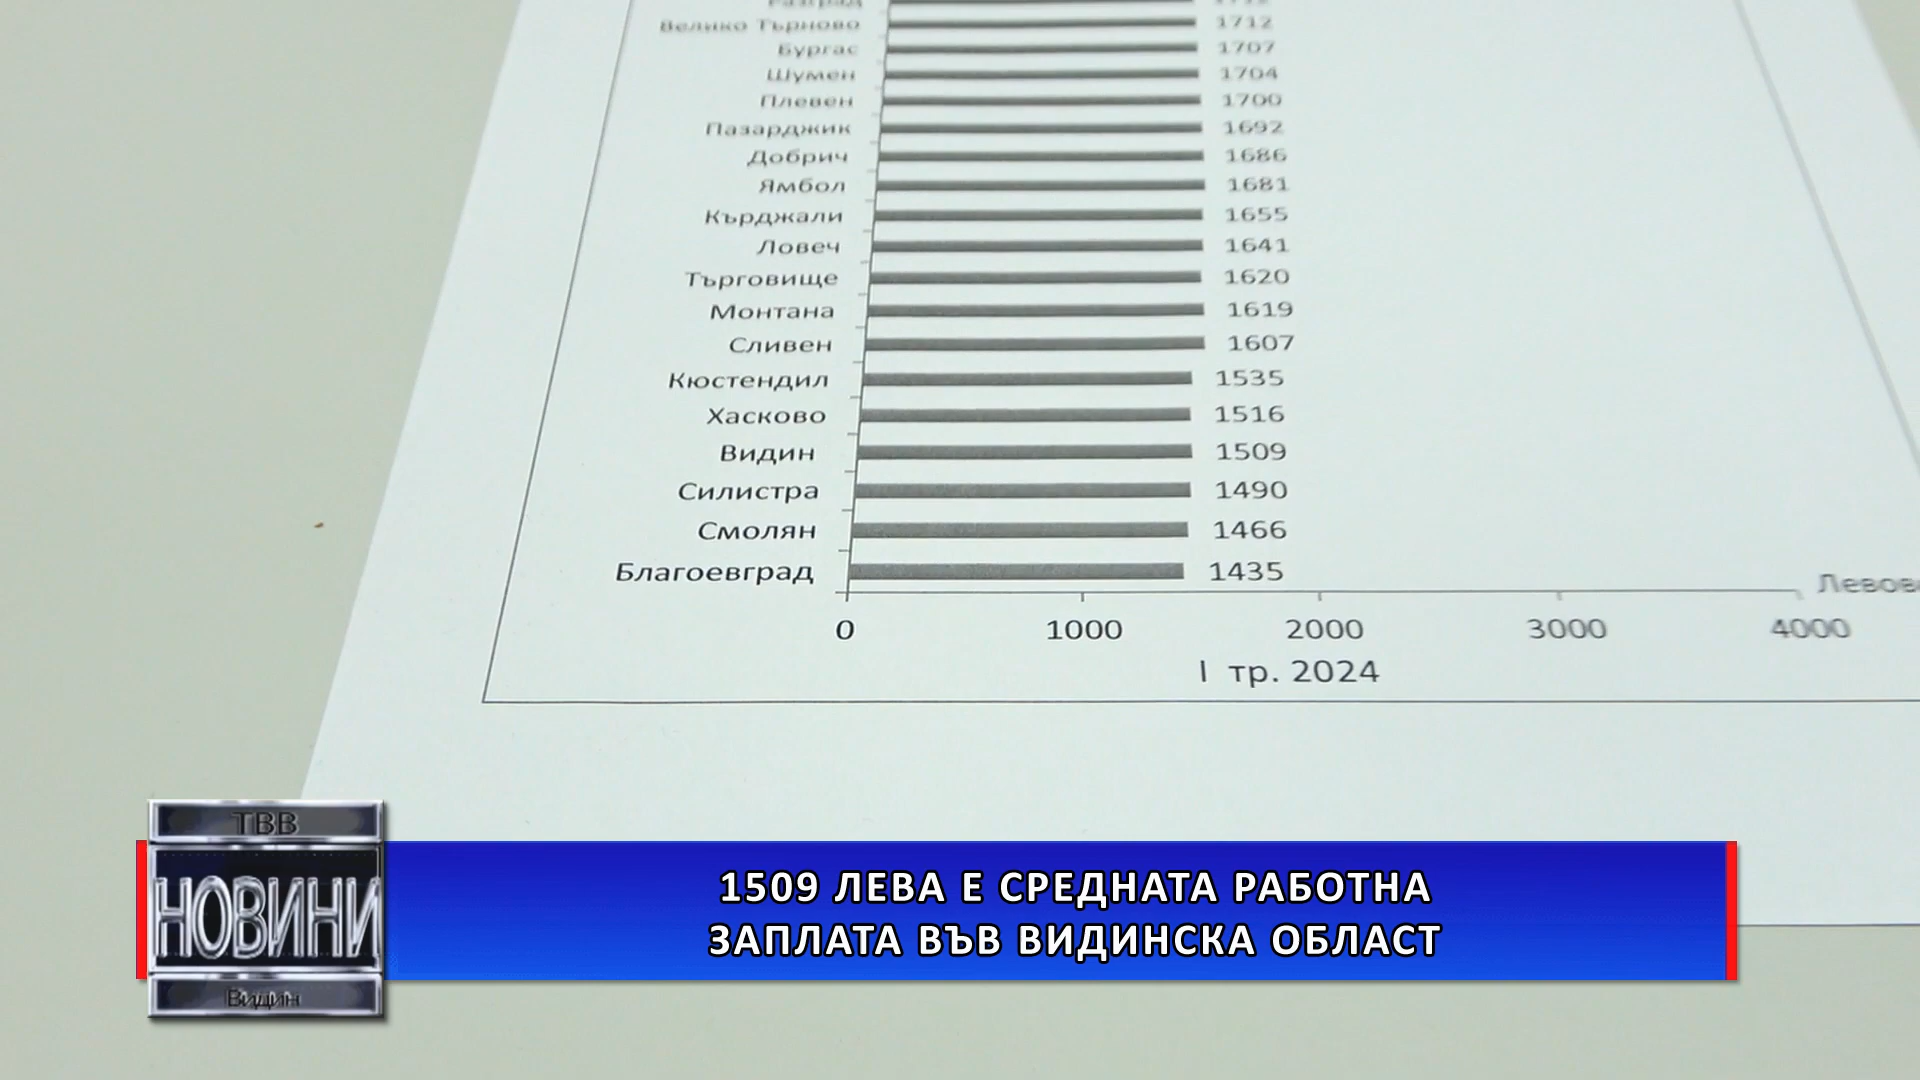 Разград
Велико Търново 1712
Бургас 1707
Шумен 1704
Плевен 1700
Пазарджик 1692
Добрич 1686
Ямбол 1681
Кърджали 1655
Ловеч 1641
Търговище 1620
Монтана 1619
Сливен 1607
Кюстендил 1535
Хасково 1516
Видин 1509
Силистра 1490
Смолян 1466
Благоевград 1435
0 1000 2000 3000 4000
I тр. 2024
ТВВ
НОВИНИ
Видин
1509 ЛЕВА Е СРЕДНАТА РАБОТНА
ЗАПЛАТА ВЪВ ВИДИНСКА ОБЛАСТ